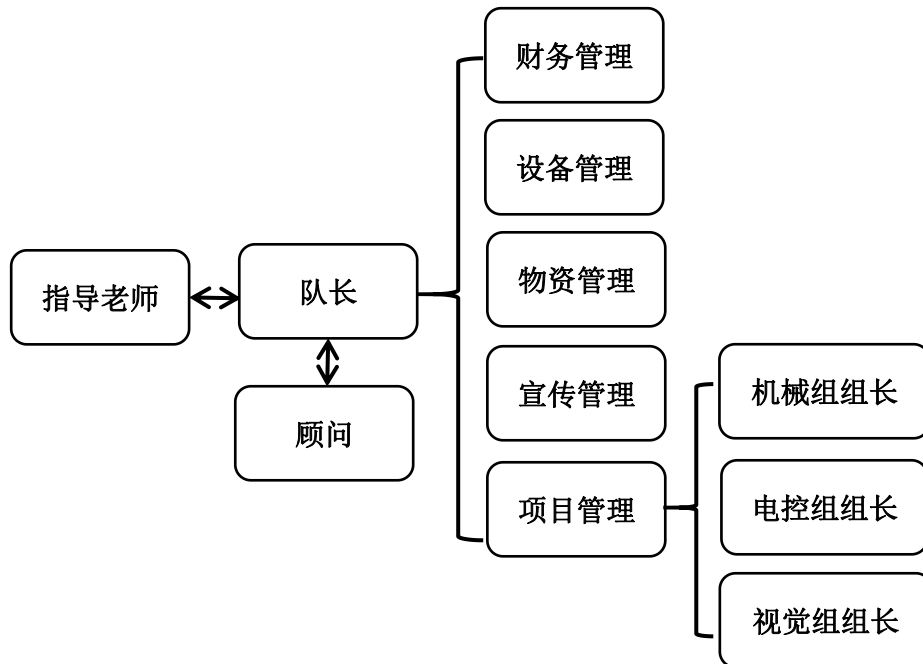 财务管理
设备管理
指导老师
队长
物资管理
顾问
宣传管理
机械组组长
项目管理
电控组组长
视觉组组长